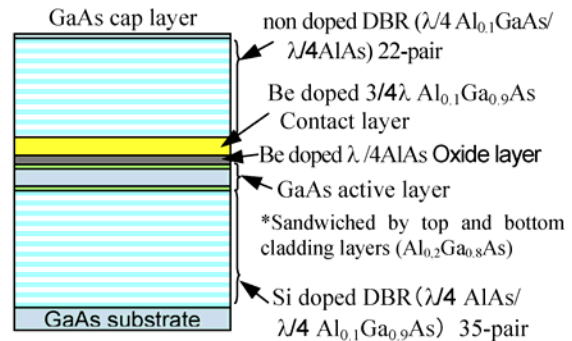 GaAs cap layer
non doped DBR (λ/4 Al₀.₁GaAs/
λ/4AlAs) 22-pair
Be doped 3/4λ Al₀.₁Ga₀.₉As
Contact layer
Be doped λ /4AlAs Oxide layer
GaAs active layer
*Sandwiched by top and bottom
cladding layers (Al₀.₂Ga₀.₈As)
Si doped DBR (λ/4 AlAs/
λ/4 Al₀.₁Ga₀.₉As) 35-pair
GaAs substrate